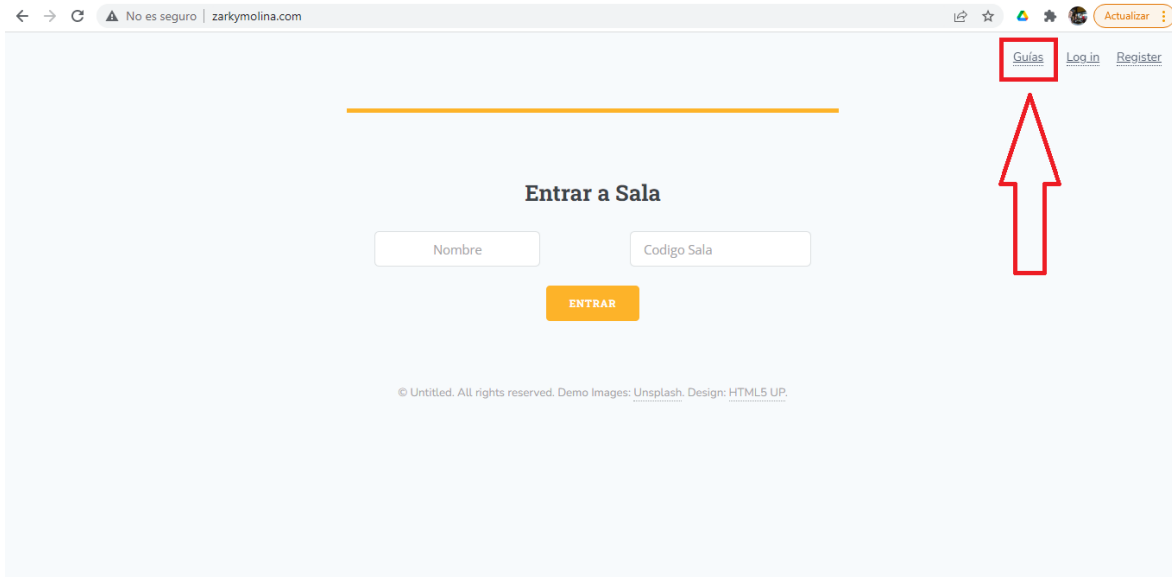 No es seguro | zarkymolina.com
Actualizar
Guías Log in Register
Entrar a Sala
Nombre Codigo Sala
ENTRAR
© Untitled. All rights reserved. Demo Images: Unsplash. Design: HTML5 UP.